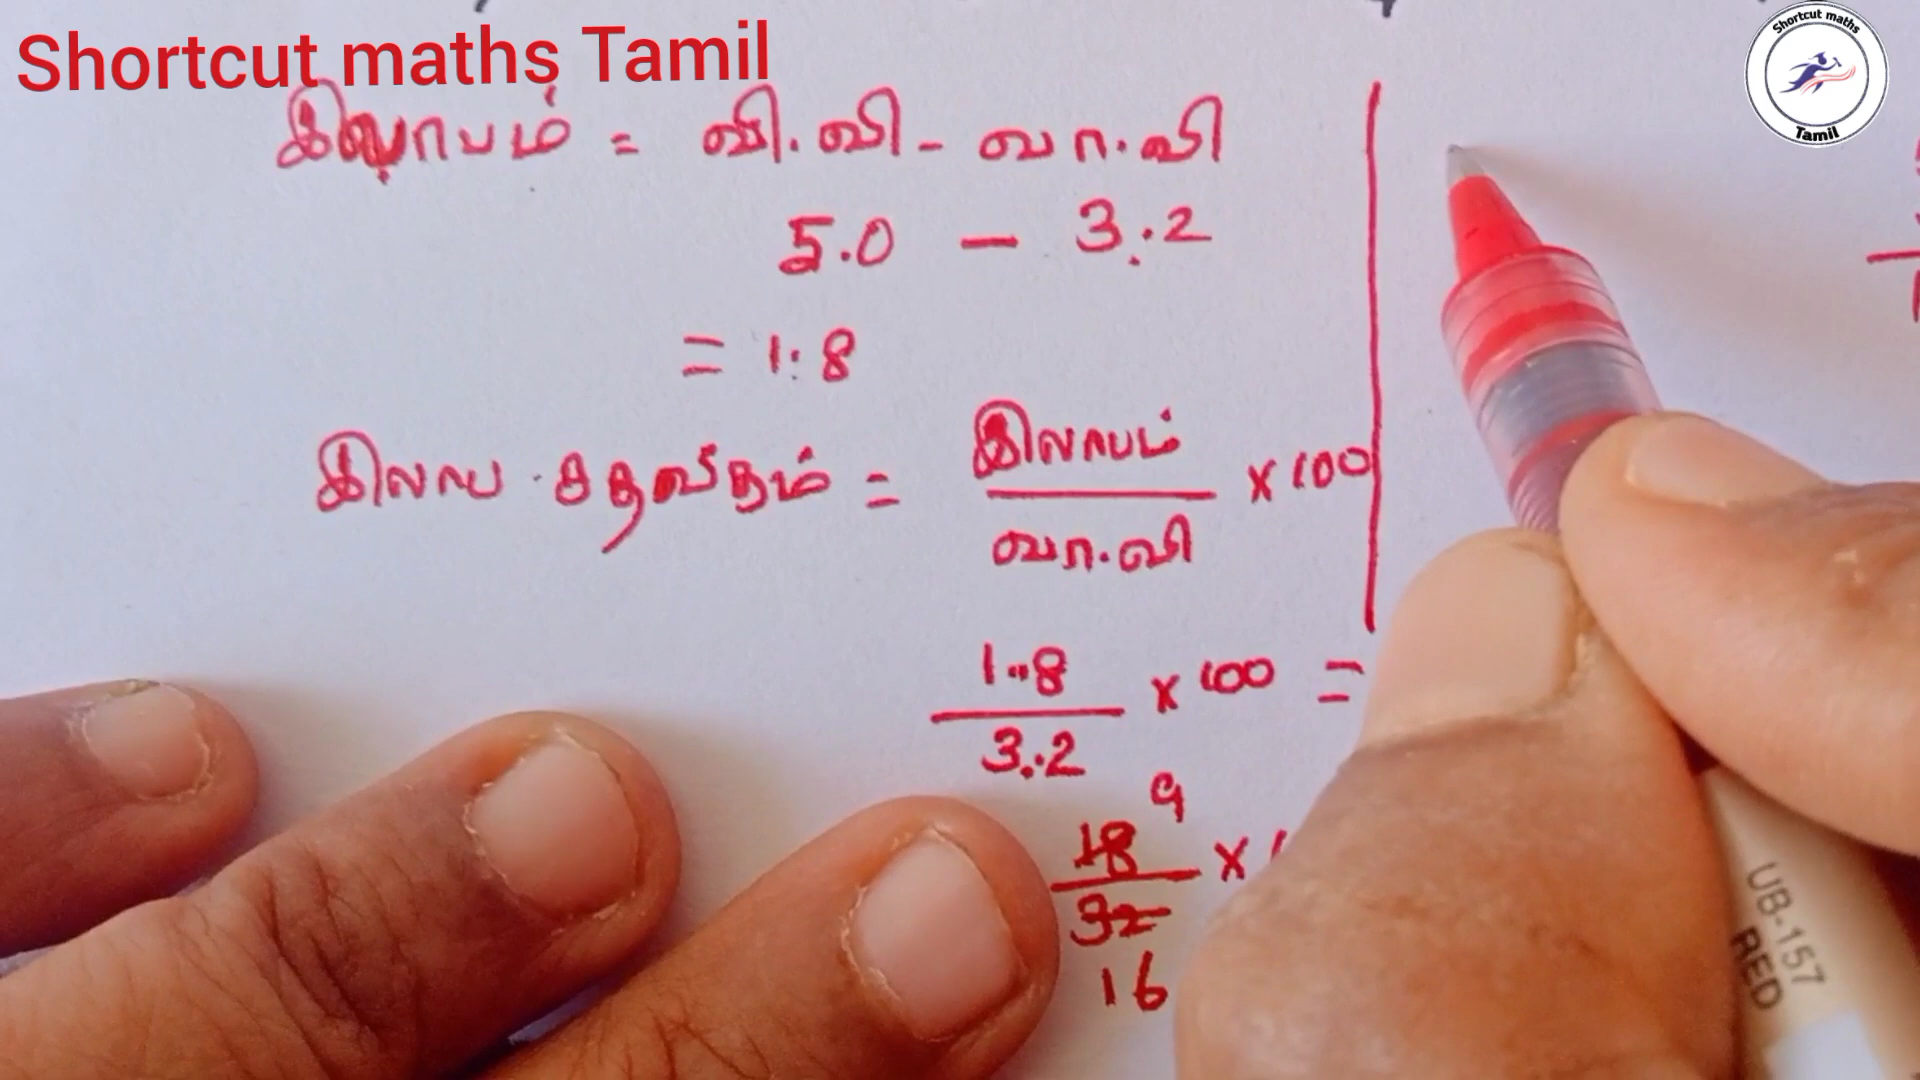 Shortcut maths Tamil
Shortcut maths
Tamil
இலாபம் = வி.வி - வா.வி
5.0 - 3.2
= 1.8
இலாப சதவீதம் = இலாபம் x 100
வா.வி
1.8 x 100 =
3.2
9
18 x
32
16
UB-157
RED